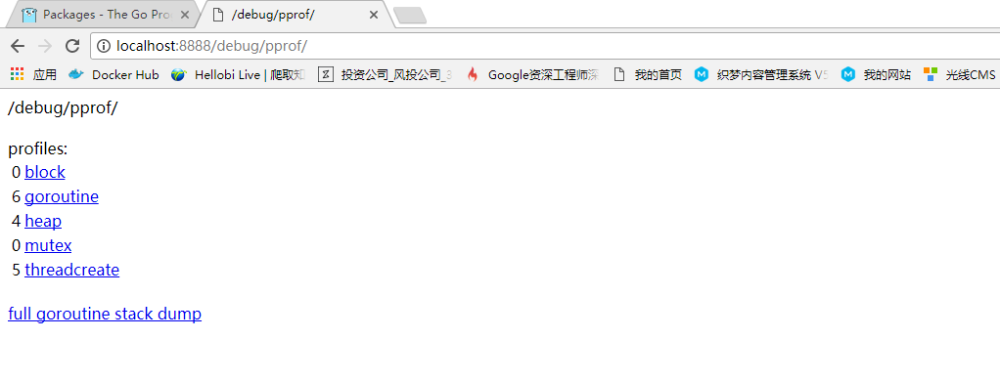 Packages - The Go Pro
/debug/pprof/
localhost:8888/debug/pprof/
应用 Docker Hub Hellobi Live | 爬取知 投资公司_风投公司_3 Google资深工程师深 我的首页 织梦内容管理系统 V5 我的网站 光线CMS
/debug/pprof/
profiles:
0 block
6 goroutine
4 heap
0 mutex
5 threadcreate
full goroutine stack dump